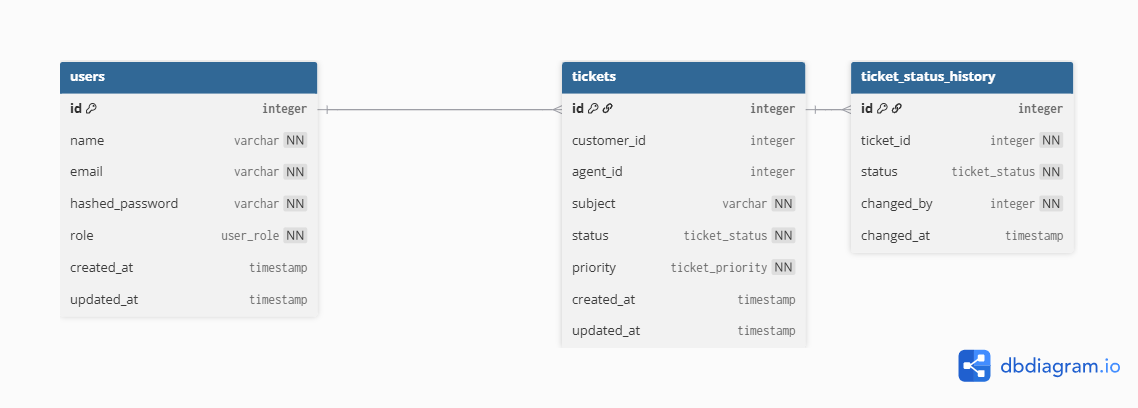 users
id integer
name varchar NN
email varchar NN
hashed_password varchar NN
role user_role NN
created_at timestamp
updated_at timestamp
tickets
id integer
customer_id integer
agent_id integer
subject varchar NN
status ticket_status NN
priority ticket_priority NN
created_at timestamp
updated_at timestamp
ticket_status_history
id integer
ticket_id integer NN
status ticket_status NN
changed_by integer NN
changed_at timestamp
dbdiagram.io